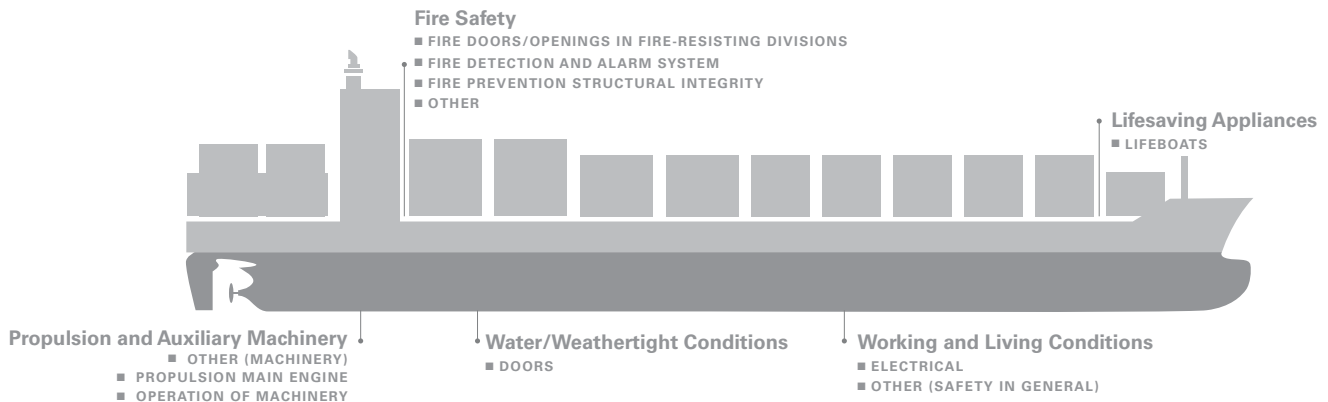 Fire Safety
■ FIRE DOORS/OPENINGS IN FIRE-RESISTING DIVISIONS
■ FIRE DETECTION AND ALARM SYSTEM
■ FIRE PREVENTION STRUCTURAL INTEGRITY
■ OTHER
Lifesaving Appliances
■ LIFEBOATS
Propulsion and Auxiliary Machinery
■ OTHER (MACHINERY)
■ PROPULSION MAIN ENGINE
■ OPERATION OF MACHINERY
Water/Weathertight Conditions
■ DOORS
Working and Living Conditions
■ ELECTRICAL
■ OTHER (SAFETY IN GENERAL)